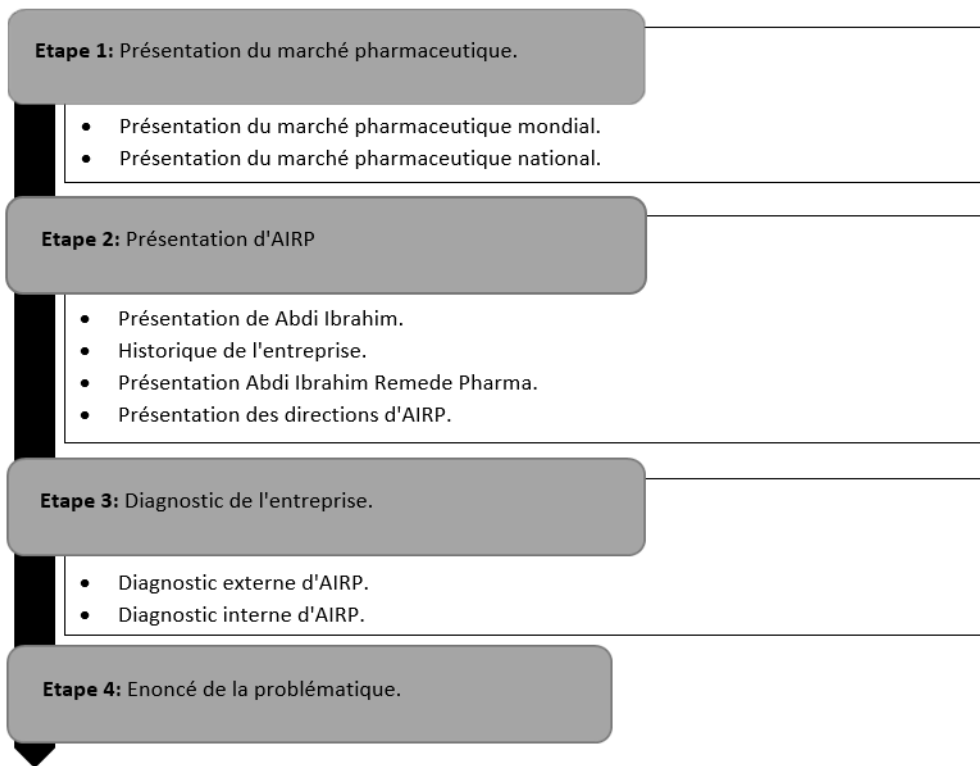 Etape 1: Présentation du marché pharmaceutique.
• Présentation du marché pharmaceutique mondial.
• Présentation du marché pharmaceutique national.
Etape 2: Présentation d'AIRP
• Présentation de Abdi Ibrahim.
• Historique de l'entreprise.
• Présentation Abdi Ibrahim Remede Pharma.
• Présentation des directions d'AIRP.
Etape 3: Diagnostic de l'entreprise.
• Diagnostic externe d'AIRP.
• Diagnostic interne d'AIRP.
Etape 4: Enoncé de la problématique.